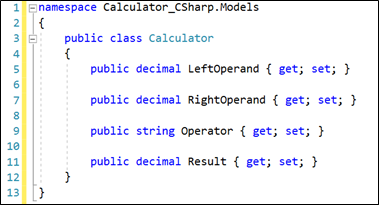 1 namespace Calculator_CSharp.Models
2 {
3 public class Calculator
4 {
5 public decimal LeftOperand { get; set; }
6
7 public decimal RightOperand { get; set; }
8
9 public string Operator { get; set; }
10
11 public decimal Result { get; set; }
12 }
13 }